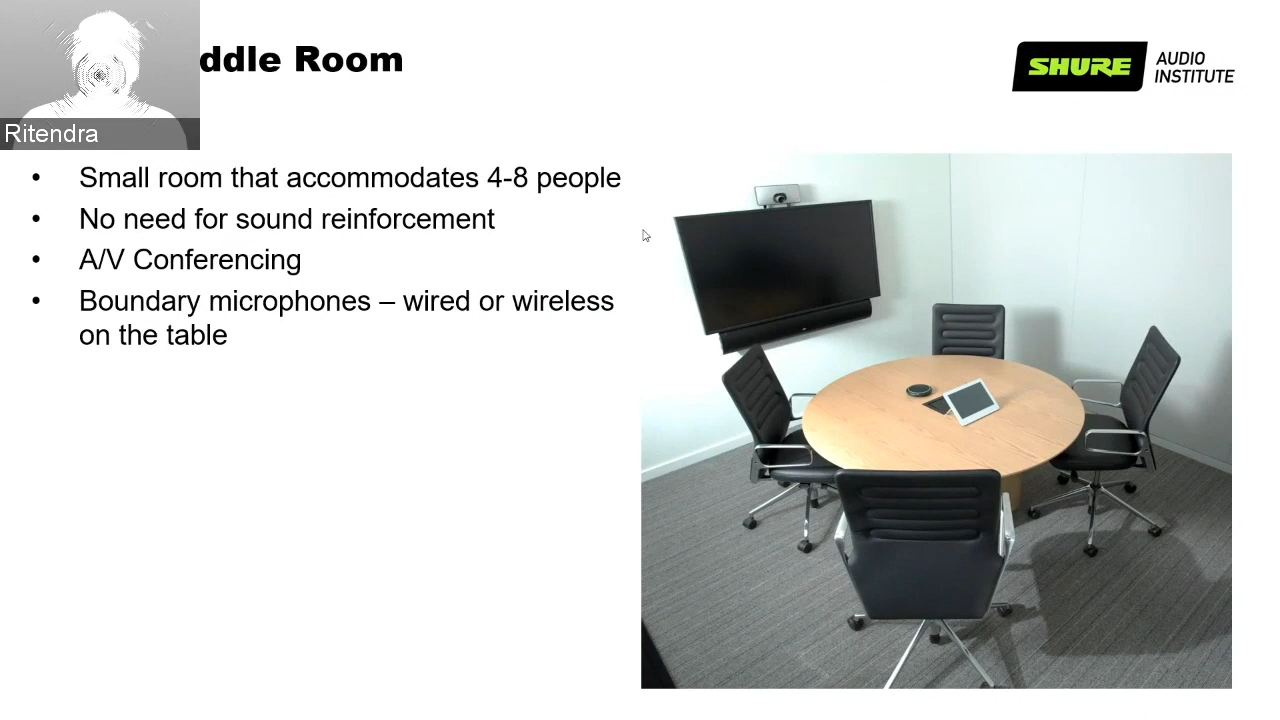 ddle Room
SHURE AUDIO
INSTITUTE
Ritendra
• Small room that accommodates 4-8 people
• No need for sound reinforcement
• A/V Conferencing
• Boundary microphones – wired or wireless
on the table